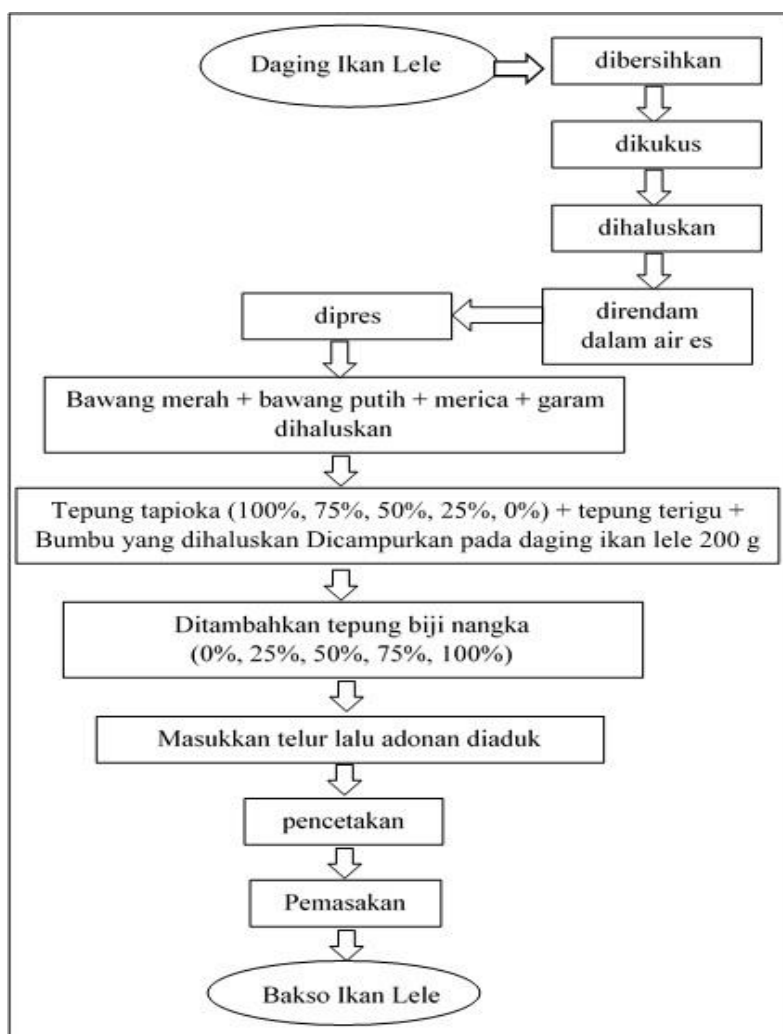 Daging Ikan Lele
dibersihkan
dikukus
dihaluskan
direndam
dalam air es
dipres
Bawang merah + bawang putih + merica + garam
dihaluskan
Tepung tapioka (100%, 75%, 50%, 25%, 0%) + tepung terigu +
Bumbu yang dihaluskan Dicampurkan pada daging ikan lele 200 g
Ditambahkan tepung biji nangka
(0%, 25%, 50%, 75%, 100%)
Masukkan telur lalu adonan diaduk
pencetakan
Pemasakan
Bakso Ikan Lele